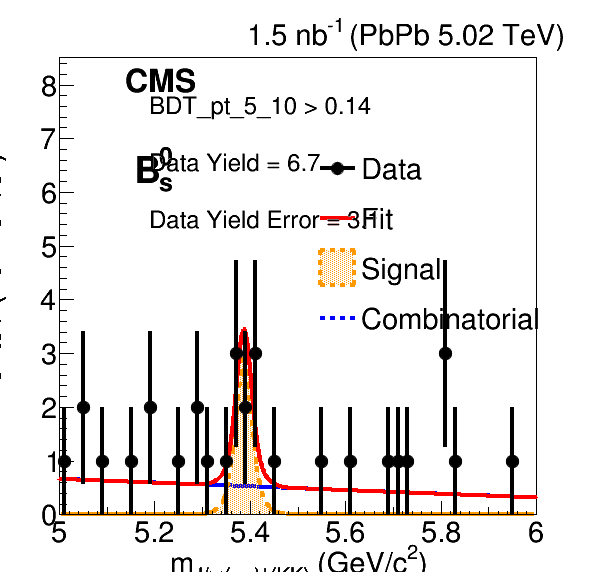 1.5 nb-1 (PbPb 5.02 TeV)
CMS
BDT_pt_5_10 > 0.14
B0s
Data Yield = 6.7
Data Yield Error = 3.
Data
Fit
Signal
Combinatorial
8
7
6
5
4
3
2
1
0
5 5.2 5.4 5.6 5.8 6
m (GeV/c2)